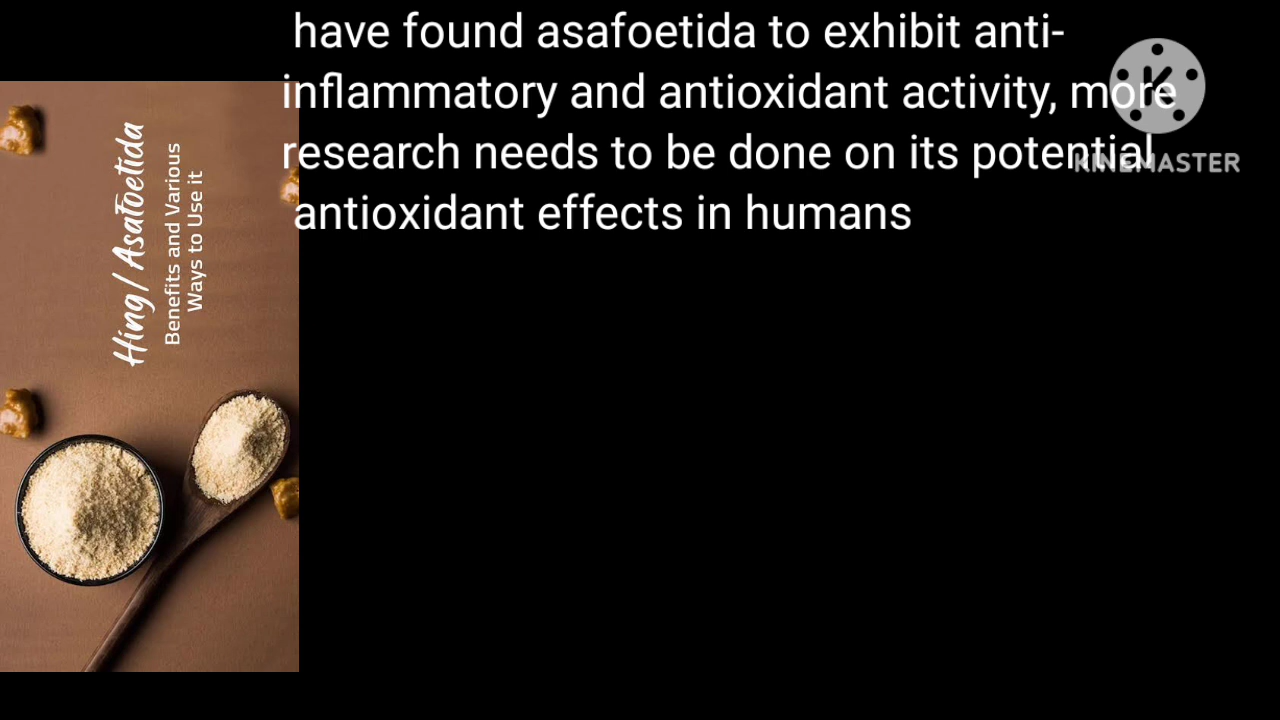 have found asafoetida to exhibit anti-
inflammatory and antioxidant activity, more
research needs to be done on its potential
antioxidant effects in humans
KINEMASTER
Hing/Asafoetida
Benefits and Various
Ways to Use it